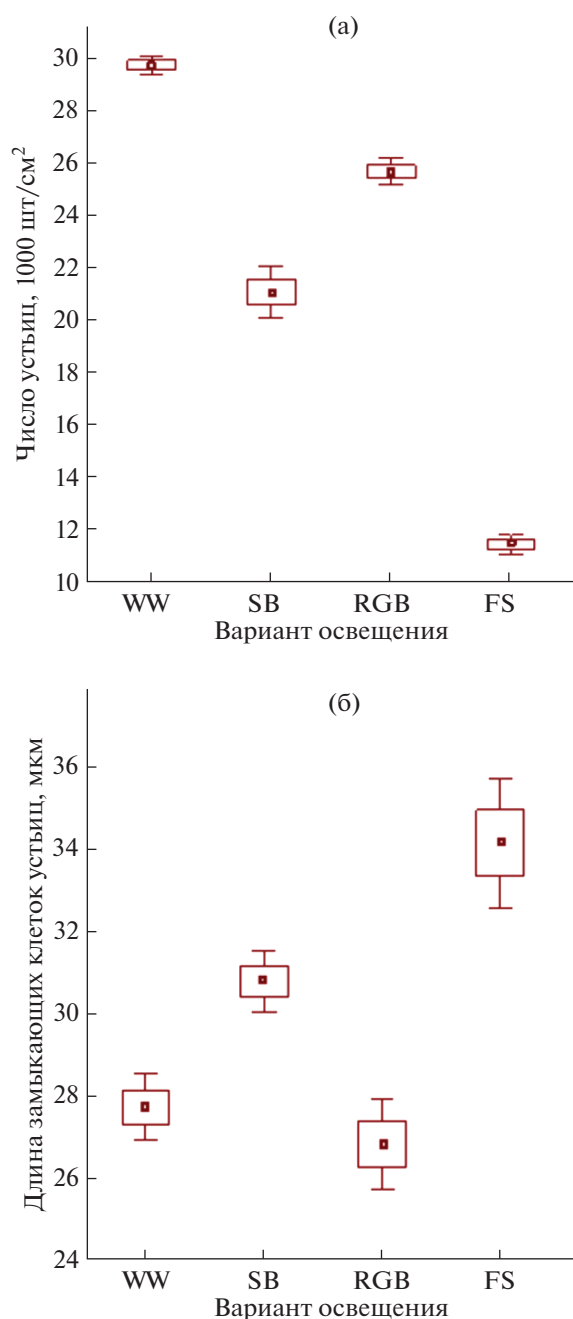 (а)
Число устьиц, 1000 шт/см²
30
28
26
24
22
20
18
16
14
12
10
WW SB RGB FS
Вариант освещения
(б)
Длина замыкающих клеток устьиц, мкм
36
34
32
30
28
26
24
WW SB RGB FS
Вариант освещения